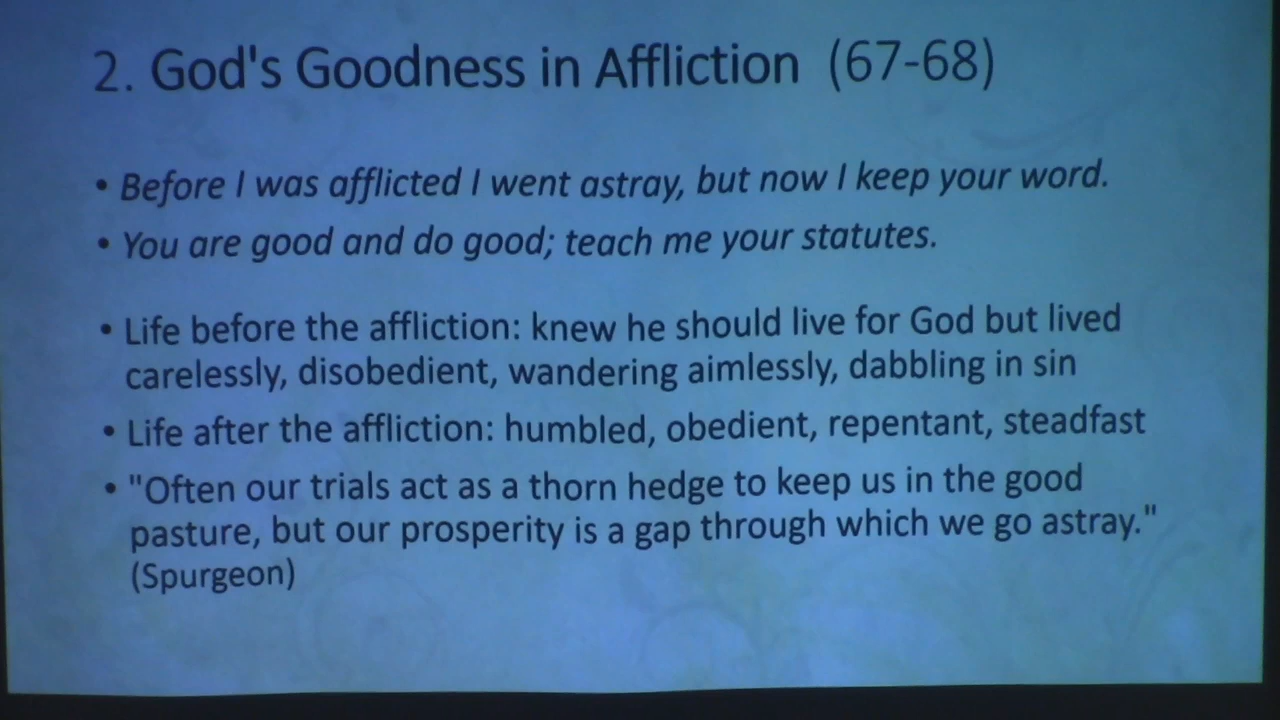 2. God's Goodness in Affliction (67-68)
• Before I was afflicted I went astray, but now I keep your word.
• You are good and do good; teach me your statutes.
• Life before the affliction: knew he should live for God but lived
carelessly, disobedient, wandering aimlessly, dabbling in sin
• Life after the affliction: humbled, obedient, repentant, steadfast
• "Often our trials act as a thorn hedge to keep us in the good
pasture, but our prosperity is a gap through which we go astray."
(Spurgeon)